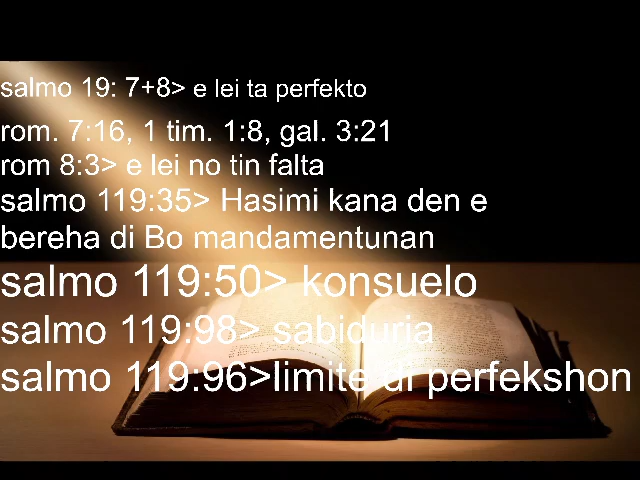 salmo 19: 7+8> e lei ta perfekto
rom. 7:16, 1 tim. 1:8, gal. 3:21
rom 8:3> e lei no tin falta
salmo 119:35> Hasimi kana den e
bereha di Bo mandamentunan
salmo 119:50> konsuelo
salmo 119:98> sabiduria
salmo 119:96>limite di perfekshon